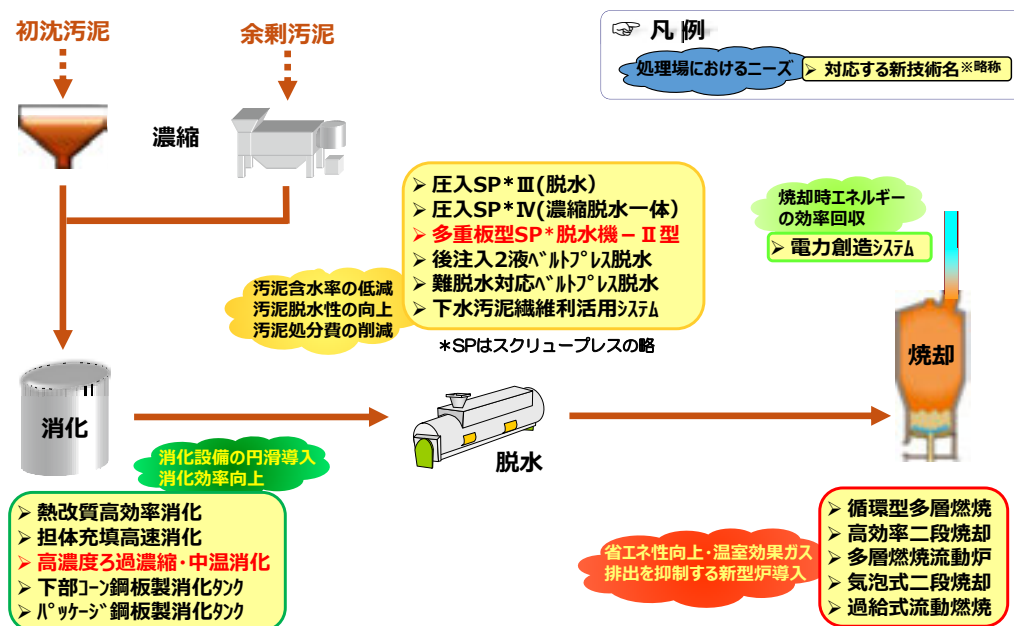 初沈汚泥
余剰汚泥
☞ 凡 例
処理場におけるニーズ
➢ 対応する新技術名※略称
濃縮
➢ 圧入SP*Ⅲ(脱水)
➢ 圧入SP*Ⅳ(濃縮脱水一体)
➢ 多重板型SP*脱水機-Ⅱ型
➢ 後注入2液ベルトプレス脱水
➢ 難脱水対応ベルトプレス脱水
➢ 下水汚泥繊維利活用システム
*SPはスクリュープレスの略
汚泥含水率の低減
汚泥脱水性の向上
汚泥処分費の削減
焼却時エネルギー
の効率回収
➢ 電力創造システム
焼却
消化
脱水
消化設備の円滑導入
消化効率向上
➢ 熱改質高効率消化
➢ 担体充填高速消化
➢ 高濃度ろ過濃縮・中温消化
➢ 下部コーン鋼板製消化タンク
➢ パッケージ鋼板製消化タンク
省エネ性向上・温室効果ガス
排出を抑制する新型炉導入
➢ 循環型多層燃焼
➢ 高効率二段焼却
➢ 多層燃焼流動炉
➢ 気泡式二段焼却
➢ 過給式流動燃焼